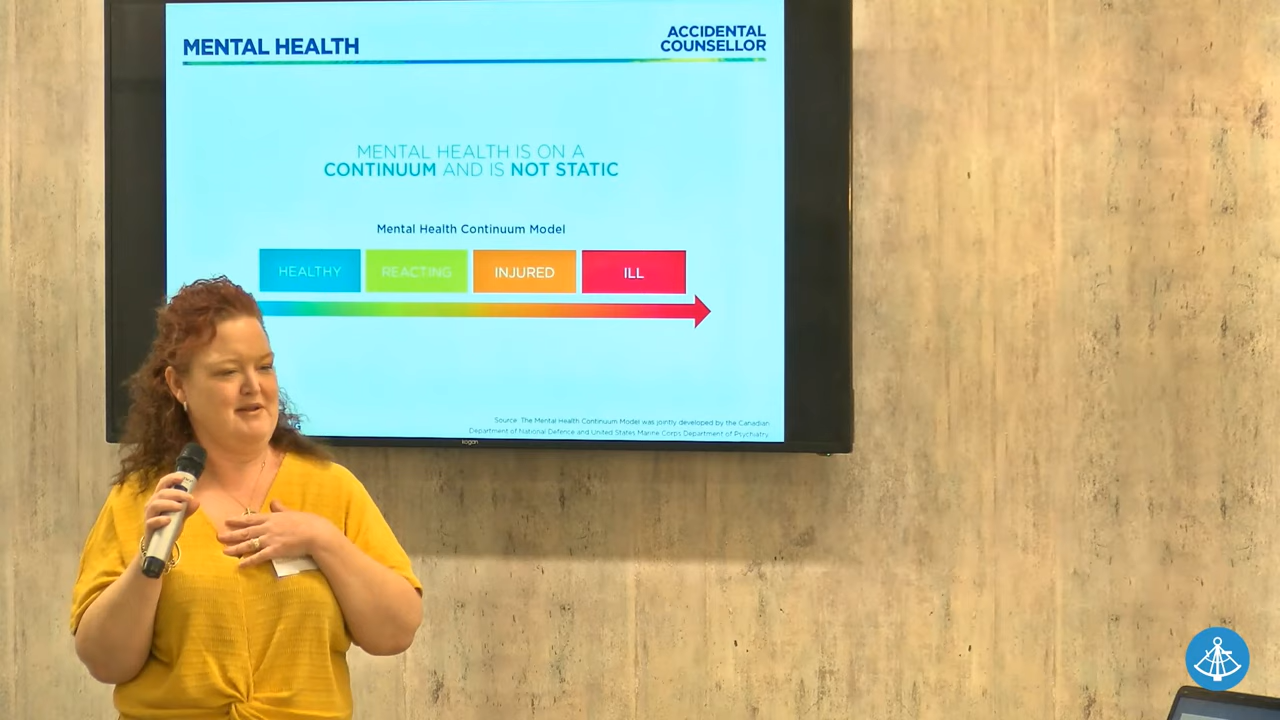 MENTAL HEALTH
ACCIDENTAL
COUNSELLOR
MENTAL HEALTH IS ON A
CONTINUUM AND IS NOT STATIC
Mental Health Continuum Model
HEALTHY
REACTING
INJURED
ILL
Source: The Mental Health Continuum Model was jointly developed by the Canadian
Department of National Defence and United States Marine Corps Department of Psychiatry.
kogan